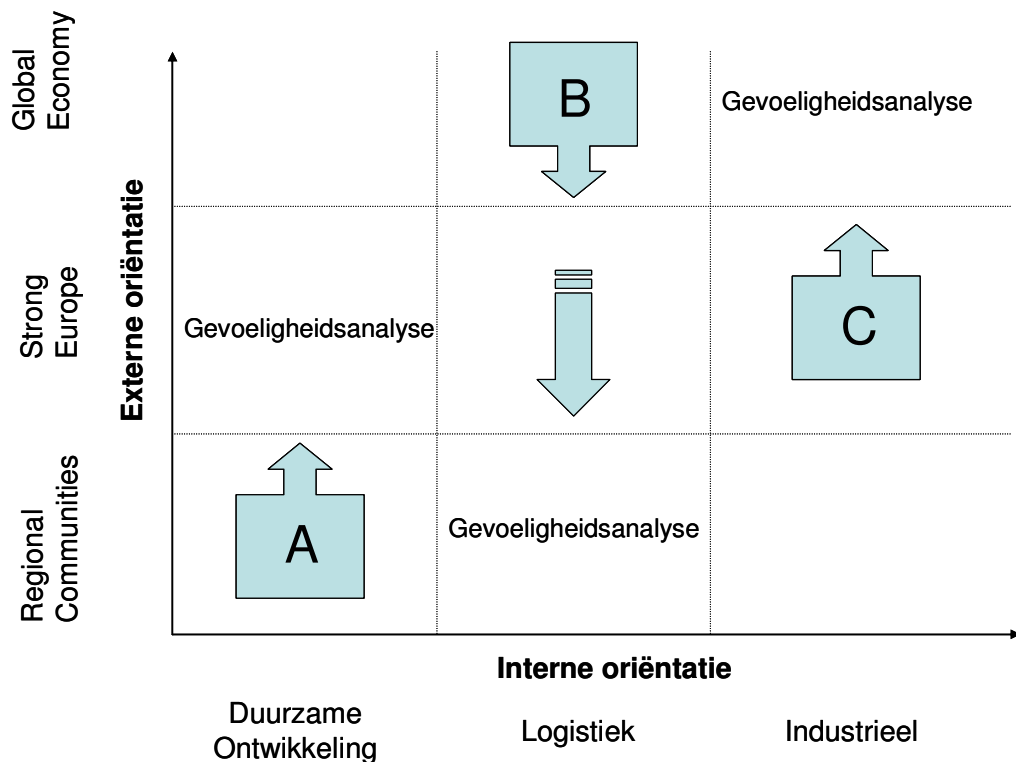 Global
Economy
B
Gevoeligheidsanalyse
Externe oriëntatie
Strong
Europe
Gevoeligheidsanalyse
C
Regional
Communities
A
Gevoeligheidsanalyse
Interne oriëntatie
Duurzame
Ontwikkeling
Logistiek
Industrieel